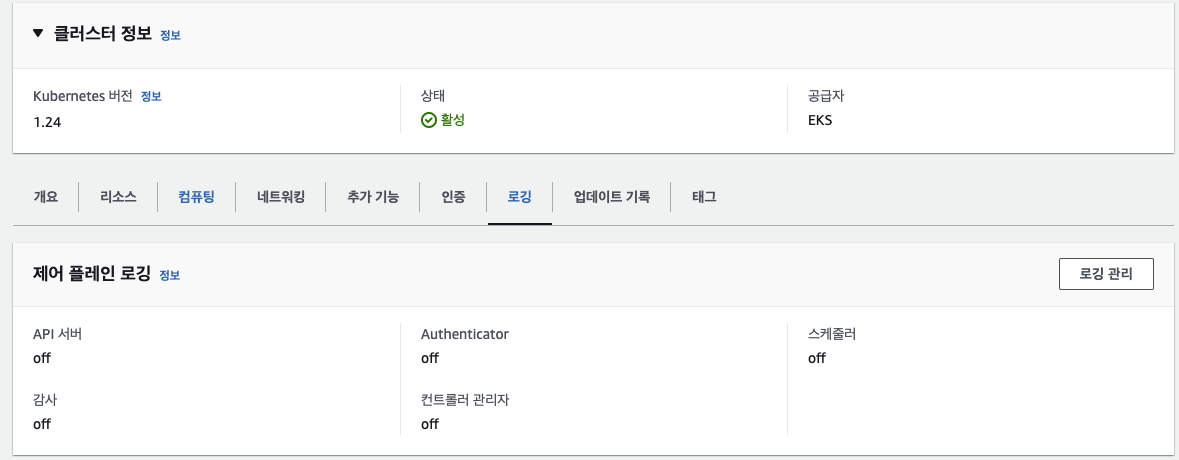 클러스터 정보 정보
Kubernetes 버전 정보
1.24
상태
활성
공급자
EKS
개요 리소스 컴퓨팅 네트워킹 추가 기능 인증 로깅 업데이트 기록 태그
제어 플레인 로깅 정보
로깅 관리
API 서버
off
Authenticator
off
스케줄러
off
감사
off
컨트롤러 관리자
off